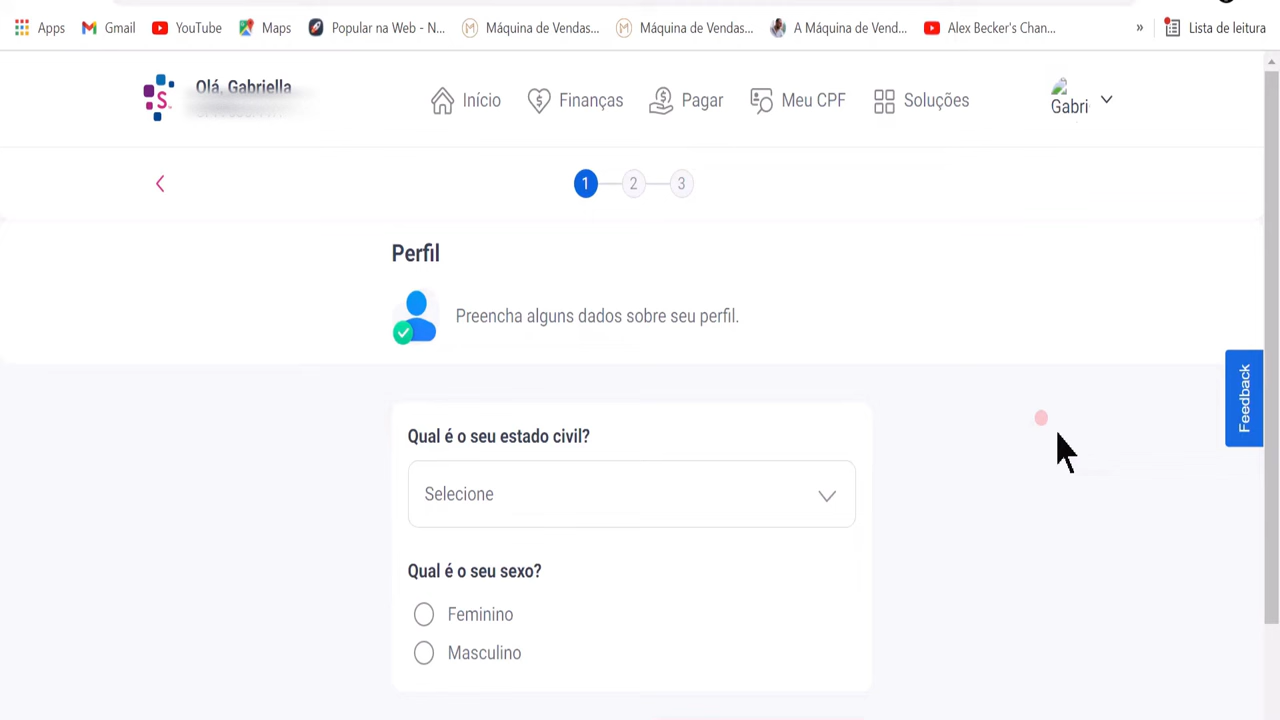 Apps Gmail YouTube Maps Popular na Web - N... Máquina de Vendas... Máquina de Vendas... A Máquina de Vend... Alex Becker's Chan... » Lista de leitura
S Olá, Gabriella
Início Finanças Pagar Meu CPF Soluções Gabri
1 2 3
Perfil
Preencha alguns dados sobre seu perfil.
Feedback
Qual é o seu estado civil?
Selecione
Qual é o seu sexo?
Feminino
Masculino